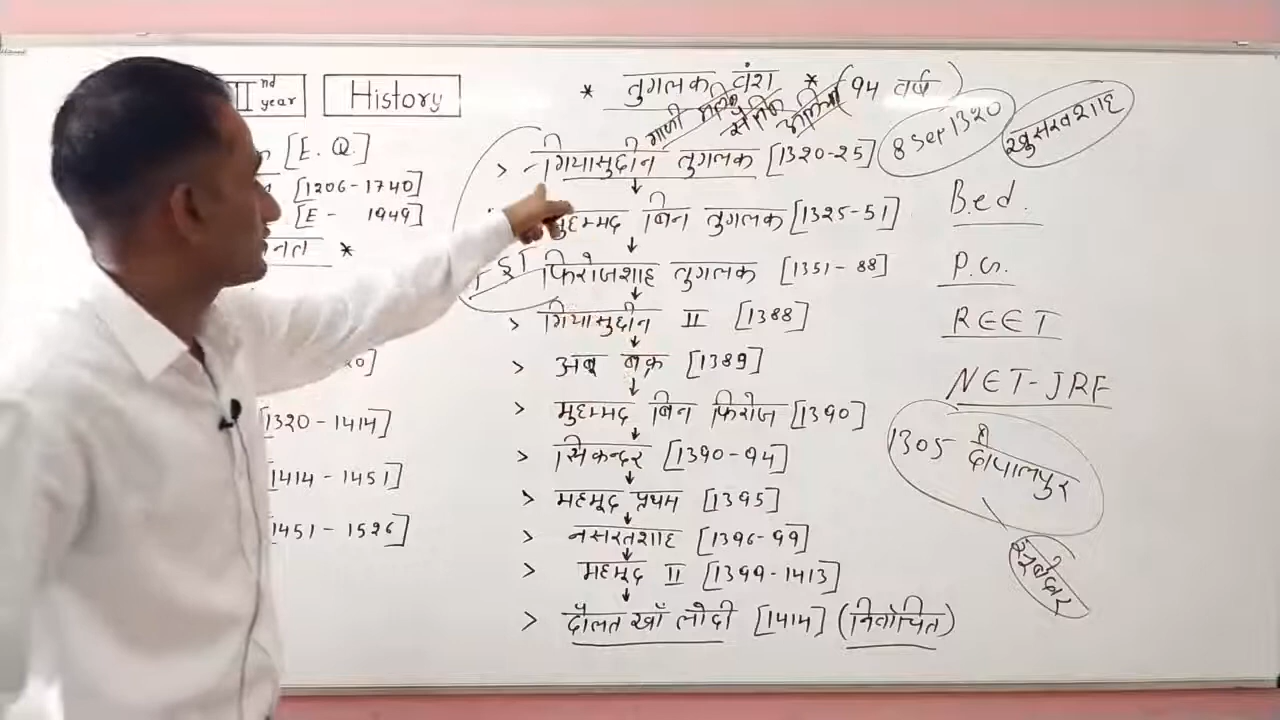 II nd year
History
[E. Q.]
[1206-1740]
[E - 1949]
नत *
20]
[1320-1414]
[1414-1451]
[1451-1526]
* तुगलक वंश * (94 वर्ष)
गाजी
> गियासुद्दीन तुगलक [1320-25]
8 Sep 1320
खुसरवशाह
मुहम्मद बिन तुगलक [1325-51]
फिरोजशाह तुगलक [1351-88]
> गियासुद्दीन II [1388]
> अबू बक्र [1389]
> मुहम्मद बिन फिरोज [1390]
> सिकन्दर [1390-94]
> महमूद प्रथम [1395]
> नसरतशाह [1396-99]
> महमूद II [1399-1413]
> दौलत खाँ लोदी [1414] (निर्वाचित)
B.ed.
P.G.
REET
NET-JRF
1305 में
दीपालपुर
सूबेदार